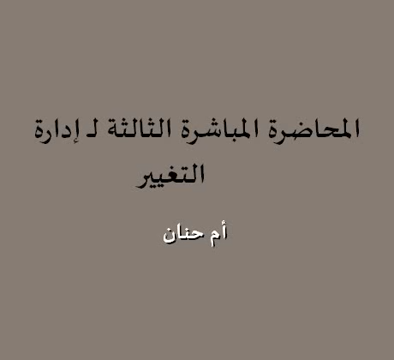 المحاضرة المباشرة الثالثة لـ إدارة
التغيير
أم حنان